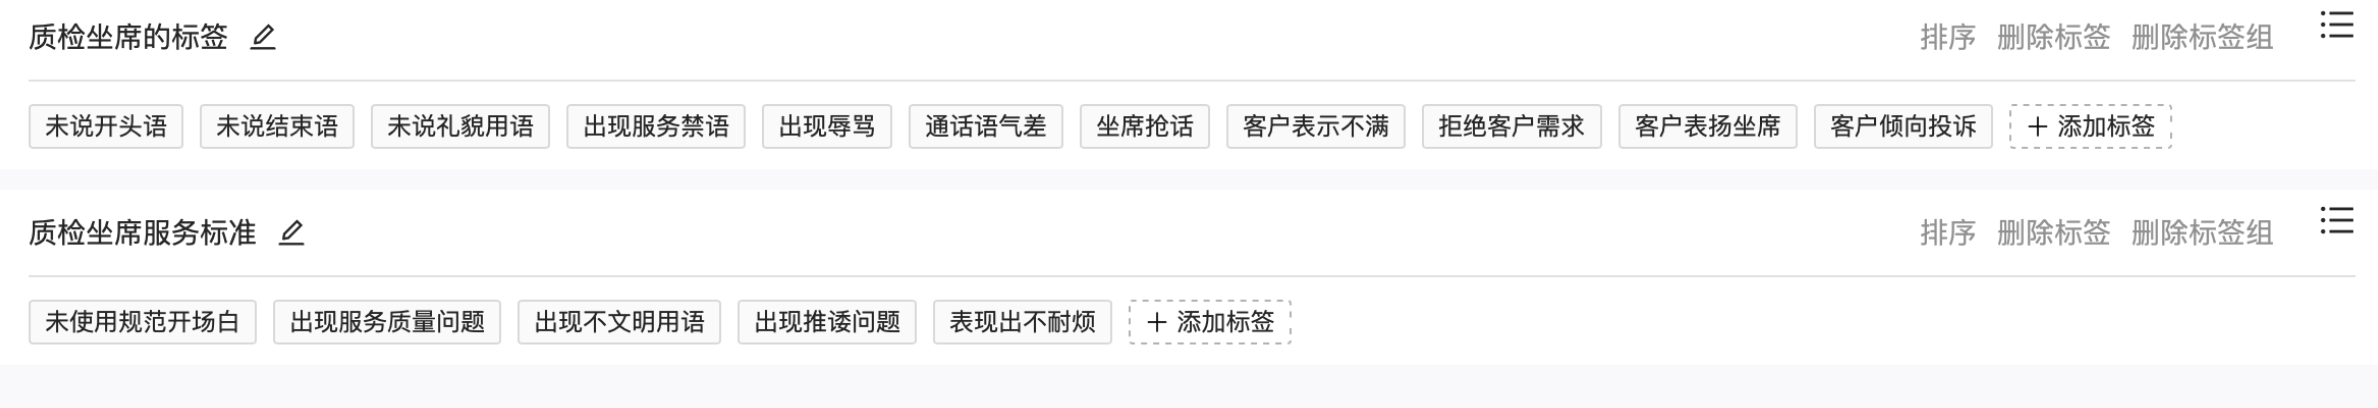 质检坐席的标签 排序 删除标签 删除标签组
未说开头语 未说结束语 未说礼貌用语 出现服务禁语 出现辱骂 通话语气差 坐席抢话 客户表示不满 拒绝客户需求 客户表扬坐席 客户倾向投诉 + 添加标签
质检坐席服务标准 排序 删除标签 删除标签组
未使用规范开场白 出现服务质量问题 出现不文明用语 出现推诿问题 表现出不耐烦 + 添加标签